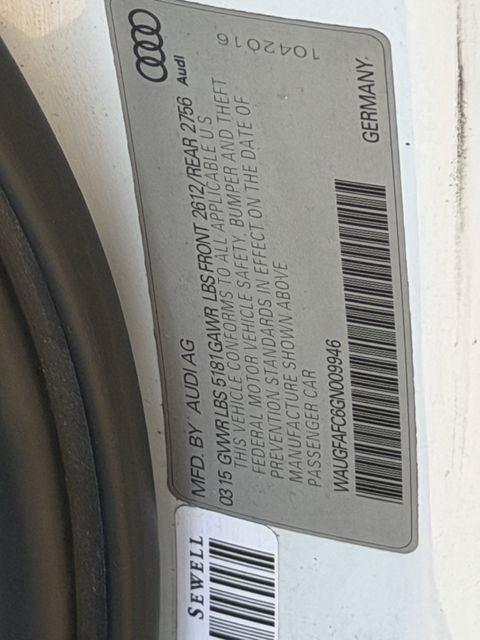 MFD. BY AUDI AG
Audi
03 15 GVWR LBS 5181 GAWR LBS FRONT 2612/REAR 2756
THIS VEHICLE CONFORMS TO ALL APPLICABLE U S
FEDERAL MOTOR VEHICLE SAFETY, BUMPER AND THEFT
PREVENTION STANDARDS IN EFFECT ON THE DATE OF
MANUFACTURE SHOWN ABOVE
PASSENGER CAR
1042016
WAUGFAFC6GN009946
GERMANY
SEWELL